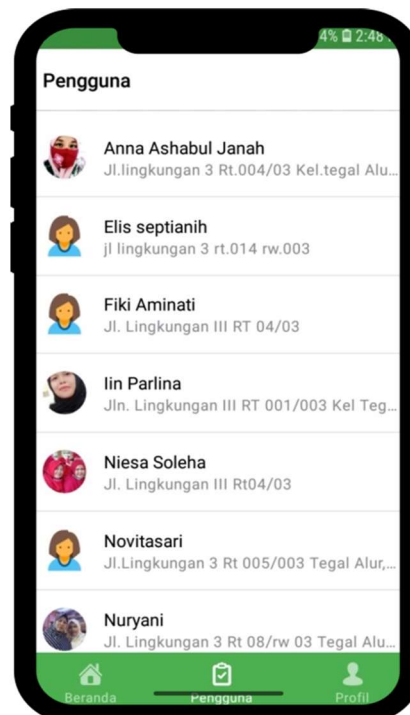 4% 2:48
Pengguna
Anna Ashabul Janah
Jl.lingkungan 3 Rt.004/03 Kel.tegal Alu...
Elis septianih
jl lingkungan 3 rt.014 rw.003
Fiki Aminati
Jl. Lingkungan III RT 04/03
Iin Parlina
Jln. Lingkungan III RT 001/003 Kel Teg...
Niesa Soleha
Jl. Lingkungan III Rt04/03
Novitasari
Jl.Lingkungan 3 Rt 005/003 Tegal Alur,...
Nuryani
Jl. Lingkungan 3 Rt 08/rw 03 Tegal Alu...
Beranda Pengguna Profil